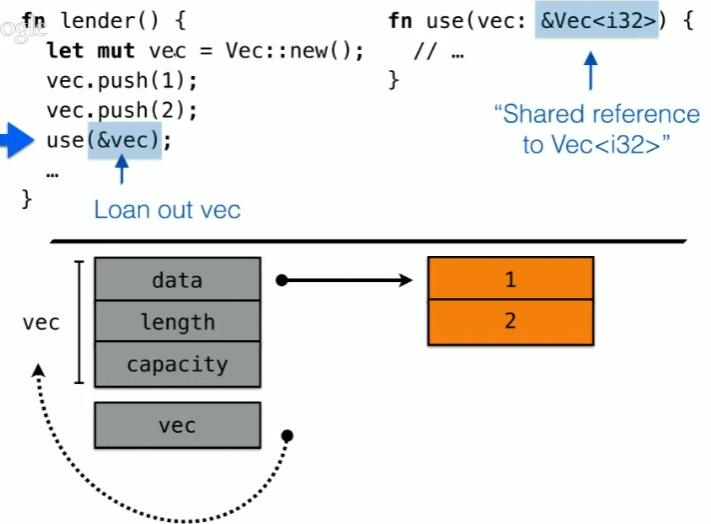 ogle
fn lender() {
let mut vec = Vec::new();
vec.push(1);
vec.push(2);
use(&vec);
…
}
Loan out vec
fn use(vec: &Vec<i32>) {
// …
}
“Shared reference
to Vec<i32>”
vec
data
length
capacity
1
2
vec